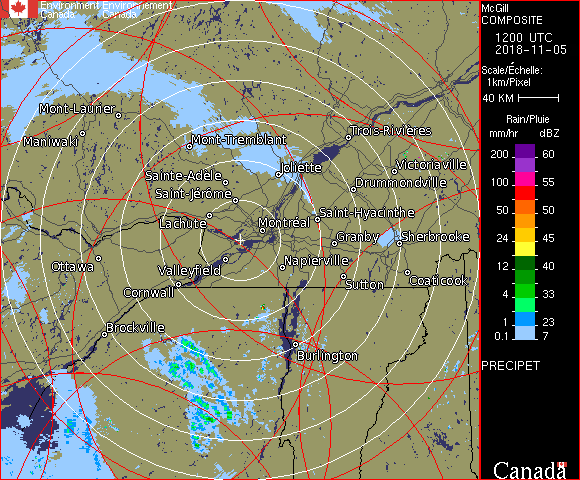 Environment Environnement
Canada Canada
McGill
COMPOSITE
1200 UTC
2018-11-05
Scale/Échelle:
1km/Pixel
40 KM
Rain/Pluie
mm/hr dBZ
200 60
150 57
100 55
50 50
24 45
12 40
4 33
1 23
0.1 7
PRECIPET
Canada
Mont-Laurier
Maniwaki
Mont-Tremblant
Trois-Rivières
Joliette
Victoriaville
Sainte-Adèle
Drummondville
Saint-Jérôme
Saint-Hyacinthe
Lachute
Montréal
Granby
Sherbrooke
Ottawa
Valleyfield
Napierville
Cornwall
Sutton
Coaticook
Brockville
Burlington